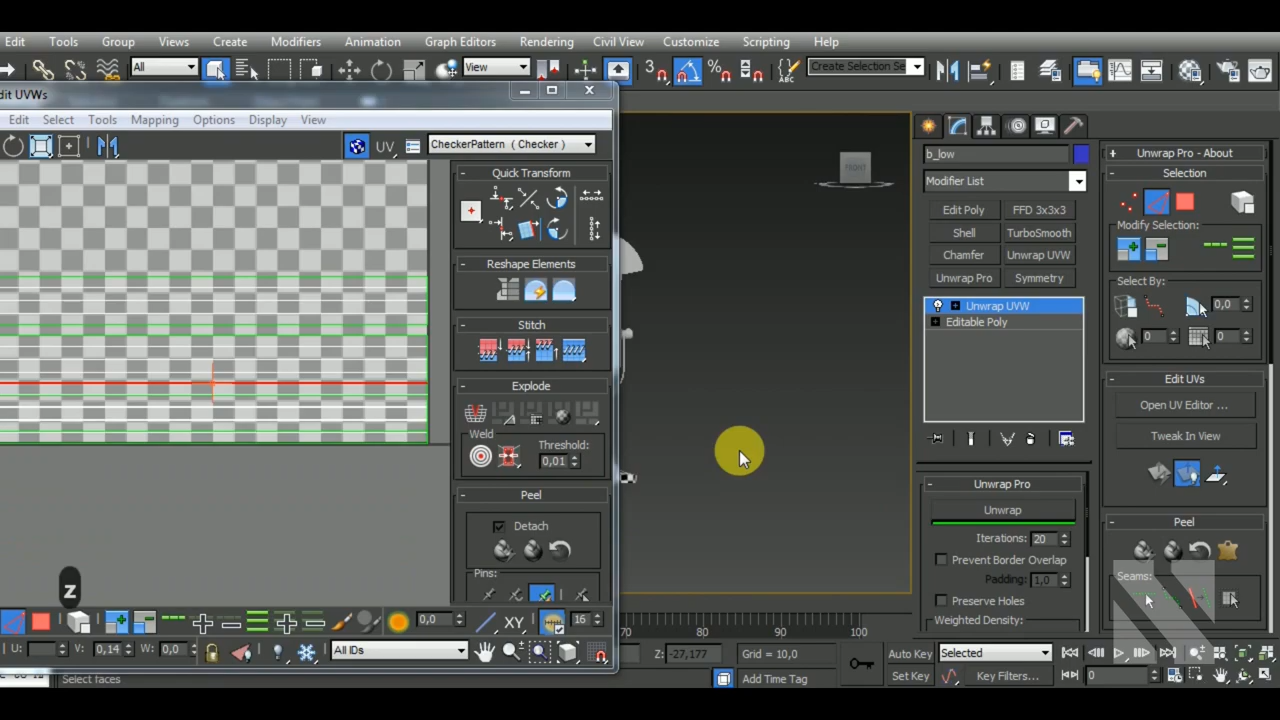 Edit Tools Group Views Create Modifiers Animation Graph Editors Rendering Civil View Customize Scripting Help
All View 3 % ABC Create Selection Se
dit UVWs
Edit Select Tools Mapping Options Display View
UV CheckerPattern ( Checker )
Quick Transform
Reshape Elements
Stitch
Explode
Weld
Threshold:
0,01
Peel
Detach
Pins:
0,0 XY 16
U: V: 0,14 W: 0,0 All IDs
Select faces
z
FRONT
b_low
Modifier List
Edit Poly FFD 3x3x3
Shell TurboSmooth
Chamfer Unwrap UVW
Unwrap Pro Symmetry
Unwrap UVW
Editable Poly
Unwrap Pro
Unwrap
Iterations: 20
Prevent Border Overlap
Padding: 1,0
Preserve Holes
Weighted Density:
Unwrap Pro - About
Selection
Modify Selection:
Select By:
0,0
0 0
Edit UVs
Open UV Editor ...
Tweak In View
Peel
Seams:
70 80 90 100
Z: -27,177 Grid = 10,0 Auto Key Selected
Add Time Tag Set Key Key Filters... 0